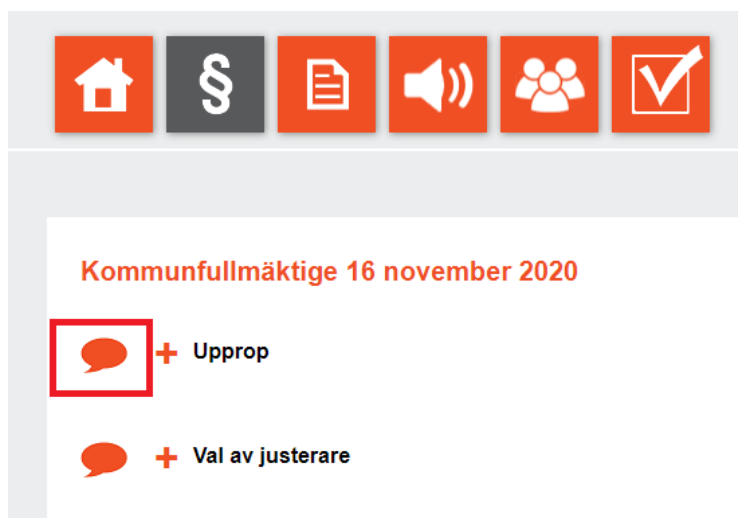 §
Kommunfullmäktige 16 november 2020
+ Upprop
+ Val av justerare